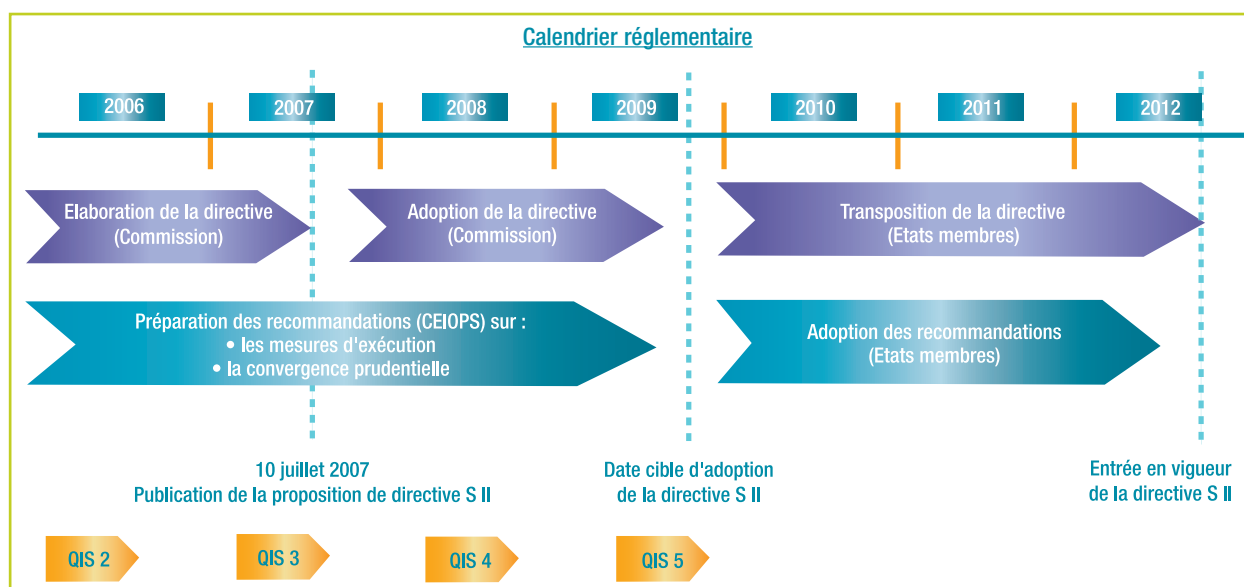 Calendrier réglementaire
2006
2007
2008
2009
2010
2011
2012
Elaboration de la directive
(Commission)
Adoption de la directive
(Commission)
Transposition de la directive
(Etats membres)
Préparation des recommandations (CEIOPS) sur :
• les mesures d'exécution
• la convergence prudentielle
Adoption des recommandations
(Etats membres)
10 juillet 2007
Publication de la proposition de directive S II
Date cible d'adoption
de la directive S II
Entrée en vigueur
de la directive S II
QIS 2
QIS 3
QIS 4
QIS 5